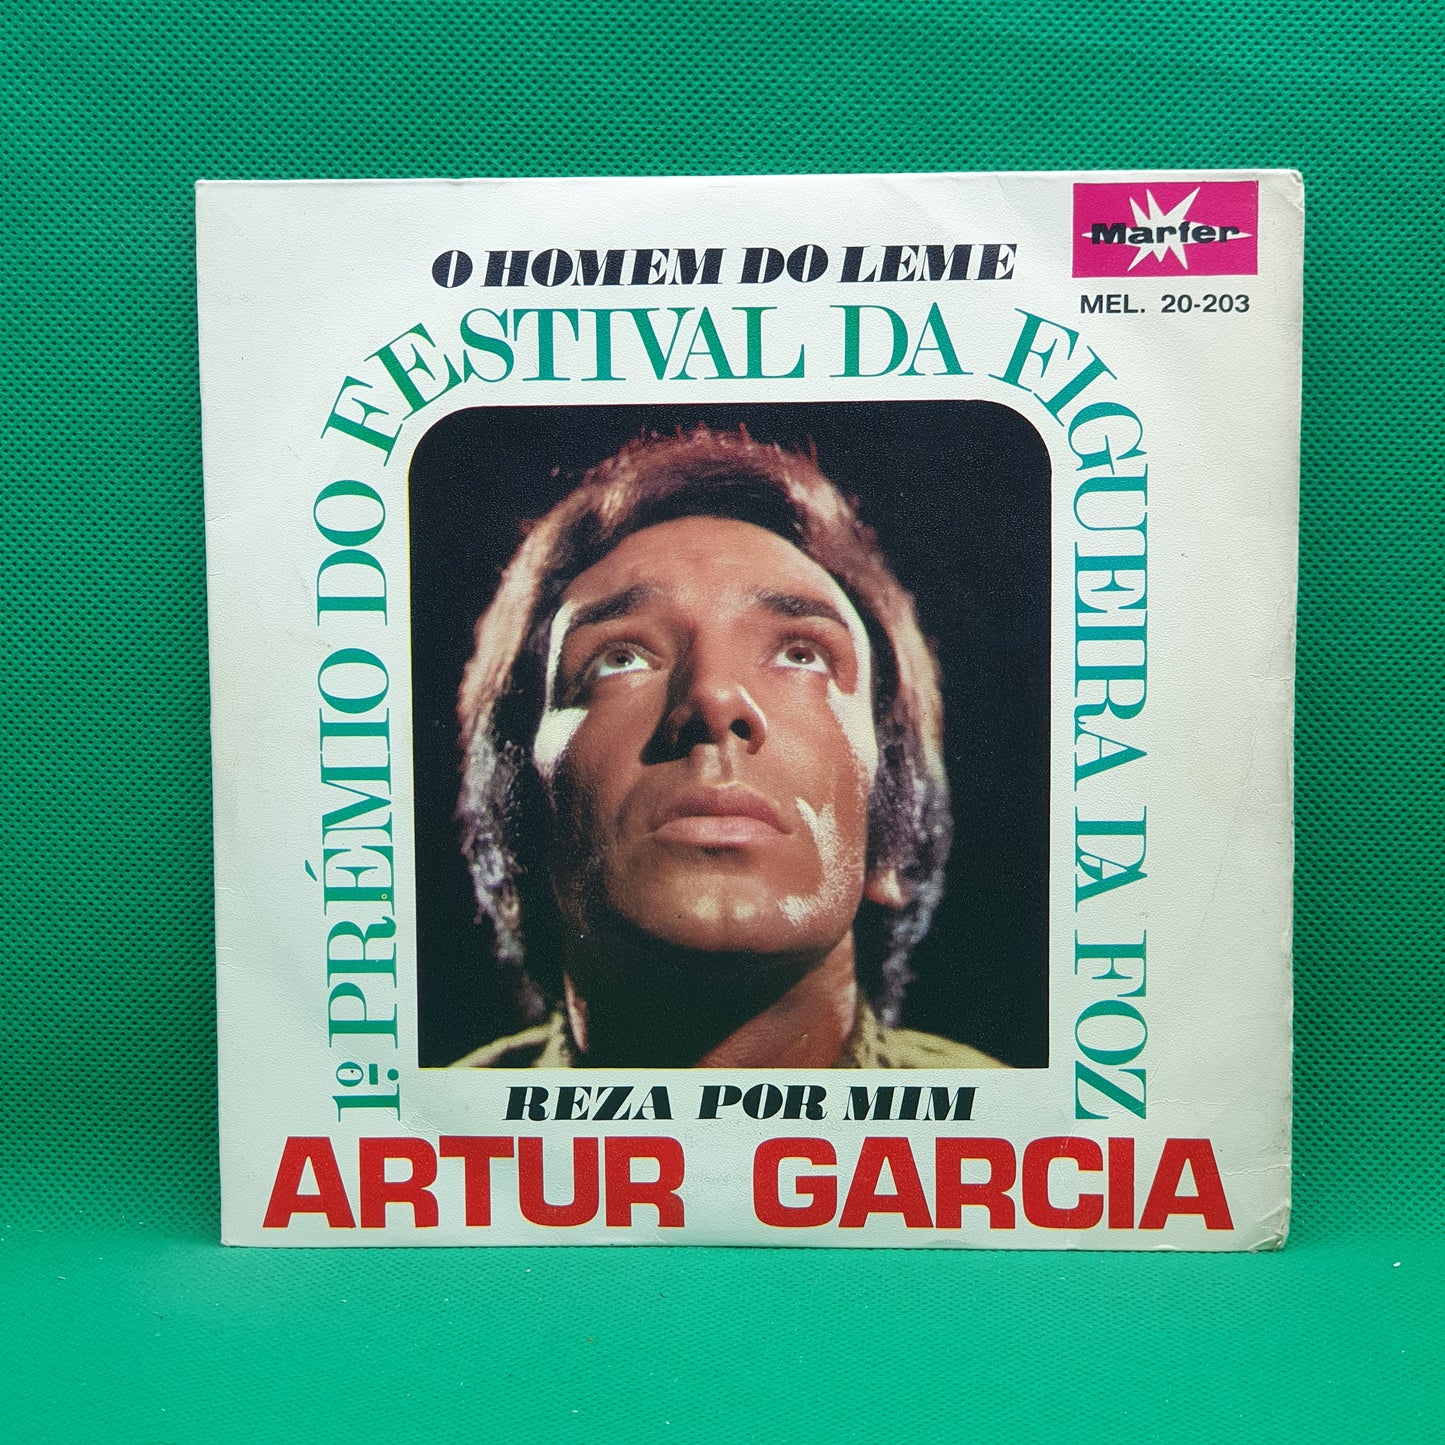 Marfer
MEL. 20-203
O HOMEM DO LEME
1º. PRÉMIO DO FESTIVAL DA FIGUEIRA DA FOZ
REZA POR MIM
ARTUR GARCIA